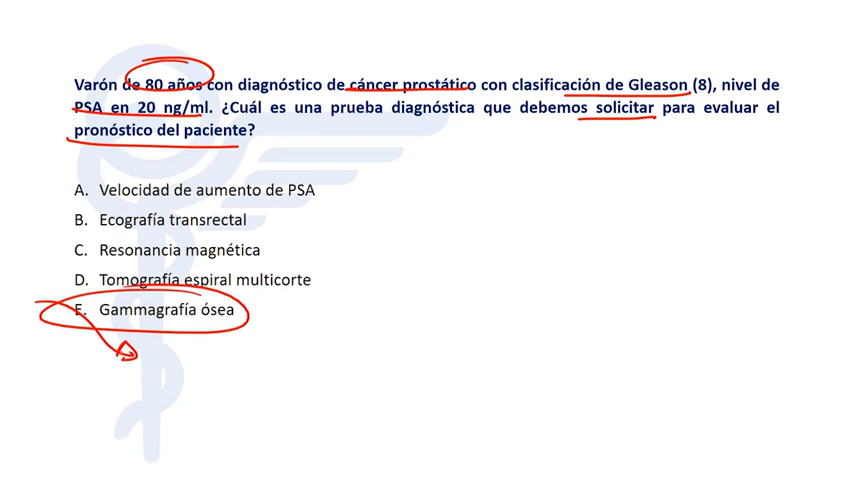 Varón de 80 años con diagnóstico de cáncer prostático con clasificación de Gleason (8), nivel de
PSA en 20 ng/ml. ¿Cuál es una prueba diagnóstica que debemos solicitar para evaluar el
pronóstico del paciente?
A. Velocidad de aumento de PSA
B. Ecografía transrectal
C. Resonancia magnética
D. Tomografía espiral multicorte
E. Gammagrafía ósea